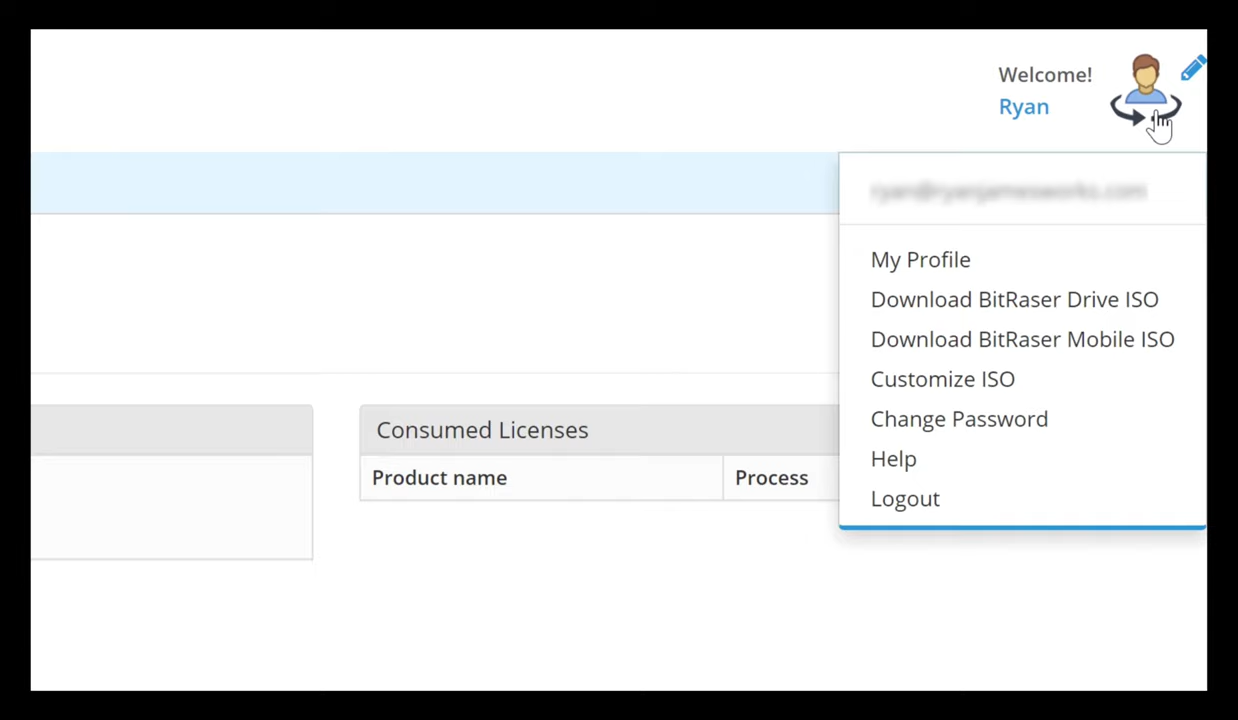 Welcome!
Ryan
My Profile
Download BitRaser Drive ISO
Download BitRaser Mobile ISO
Customize ISO
Change Password
Help
Logout
Consumed Licenses
Product name
Process